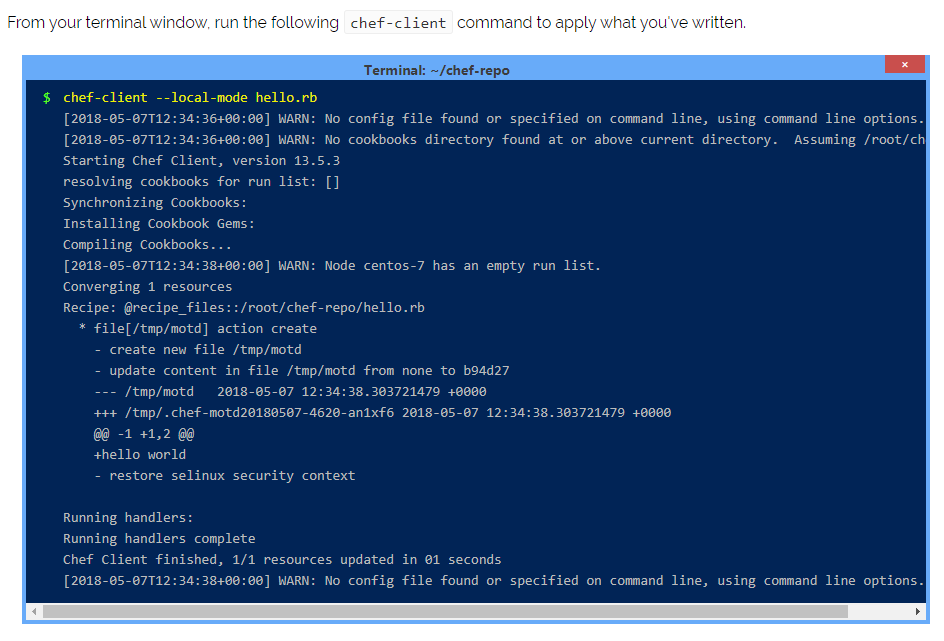 From your terminal window, run the following chef-client command to apply what you've written.
Terminal: ~/chef-repo
×
$ chef-client --local-mode hello.rb
[2018-05-07T12:34:36+00:00] WARN: No config file found or specified on command line, using command line options.
[2018-05-07T12:34:36+00:00] WARN: No cookbooks directory found at or above current directory.  Assuming /root/ch
Starting Chef Client, version 13.5.3
resolving cookbooks for run list: []
Synchronizing Cookbooks:
Installing Cookbook Gems:
Compiling Cookbooks...
[2018-05-07T12:34:38+00:00] WARN: Node centos-7 has an empty run list.
Converging 1 resources
Recipe: @recipe_files::/root/chef-repo/hello.rb
  * file[/tmp/motd] action create
    - create new file /tmp/motd
    - update content in file /tmp/motd from none to b94d27
    --- /tmp/motd   2018-05-07 12:34:38.303721479 +0000
    +++ /tmp/.chef-motd20180507-4620-an1xf6 2018-05-07 12:34:38.303721479 +0000
    @@ -1 +1,2 @@
    +hello world
    - restore selinux security context
Running handlers:
Running handlers complete
Chef Client finished, 1/1 resources updated in 01 seconds
[2018-05-07T12:34:38+00:00] WARN: No config file found or specified on command line, using command line options.